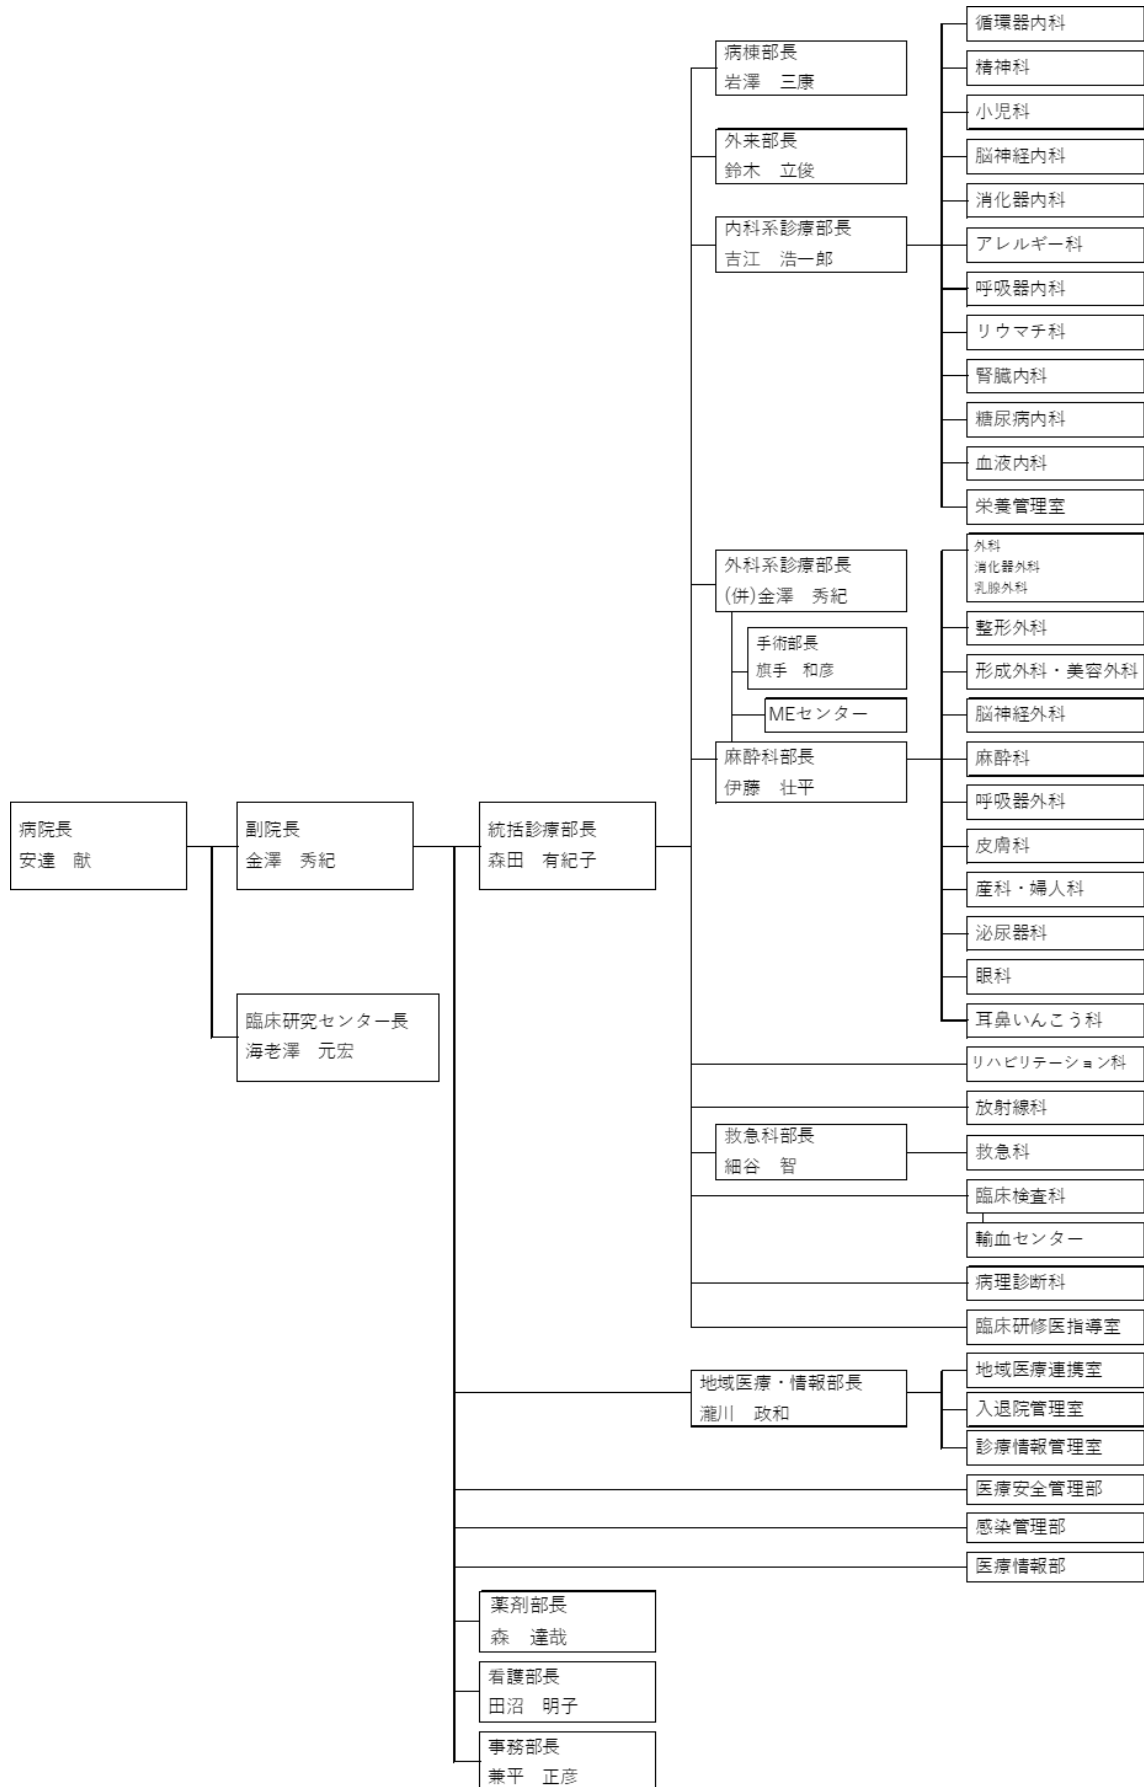 病院長
安達　献
副院長
金澤　秀紀
臨床研究センター長
海老澤　元宏
統括診療部長
森田　有紀子
病棟部長
岩澤　三康
外来部長
鈴木　立俊
内科系診療部長
吉江　浩一郎
循環器内科
精神科
小児科
脳神経内科
消化器内科
アレルギー科
呼吸器内科
リウマチ科
腎臓内科
糖尿病内科
血液内科
栄養管理室
外科系診療部長
(併)金澤　秀紀
手術部長
旗手　和彦
MEセンター
麻酔科部長
伊藤　壮平
外科
消化器外科
乳腺外科
整形外科
形成外科・美容外科
脳神経外科
麻酔科
呼吸器外科
皮膚科
産科・婦人科
泌尿器科
眼科
耳鼻いんこう科
リハビリテーション科
放射線科
救急科部長
細谷　智
救急科
臨床検査科
輸血センター
病理診断科
臨床研修医指導室
地域医療・情報部長
瀧川　政和
地域医療連携室
入退院管理室
診療情報管理室
医療安全管理部
感染管理部
医療情報部
薬剤部長
森　達哉
看護部長
田沼　明子
事務部長
兼平　正彦